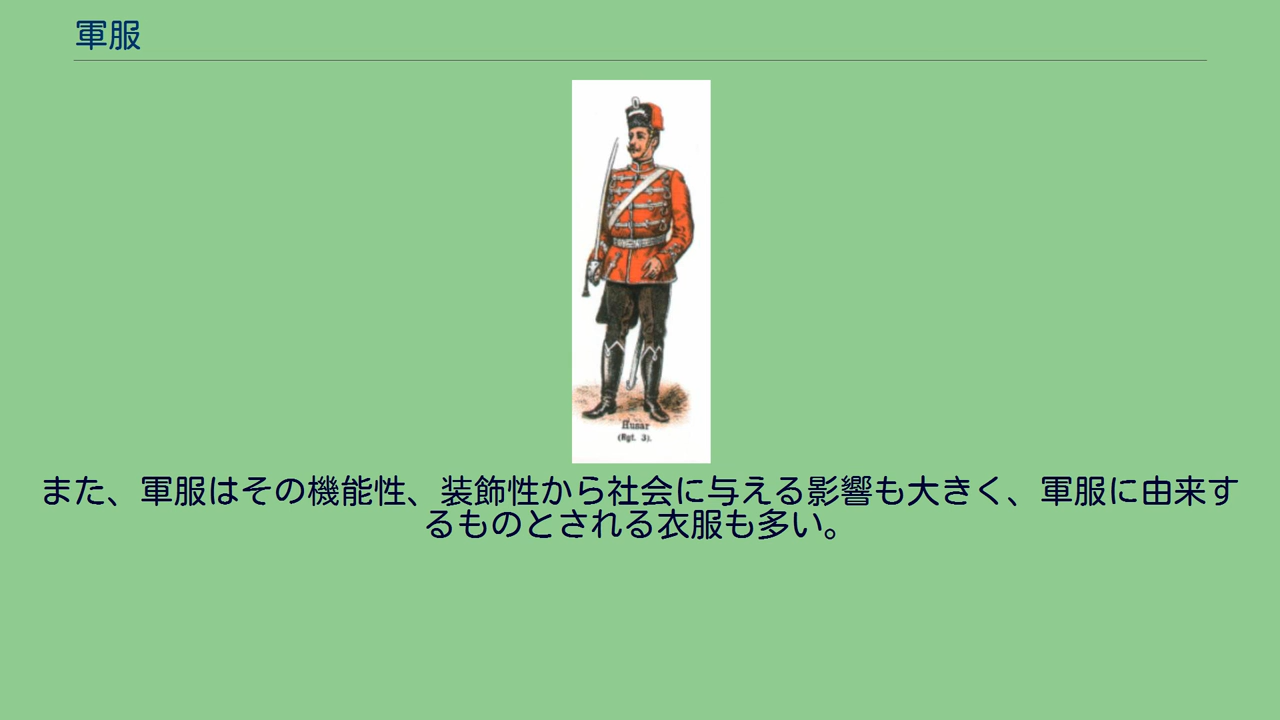 軍服
Husar
(Rgt. 3).
また、軍服はその機能性、装飾性から社会に与える影響も大きく、軍服に由来す
るものとされる衣服も多い。